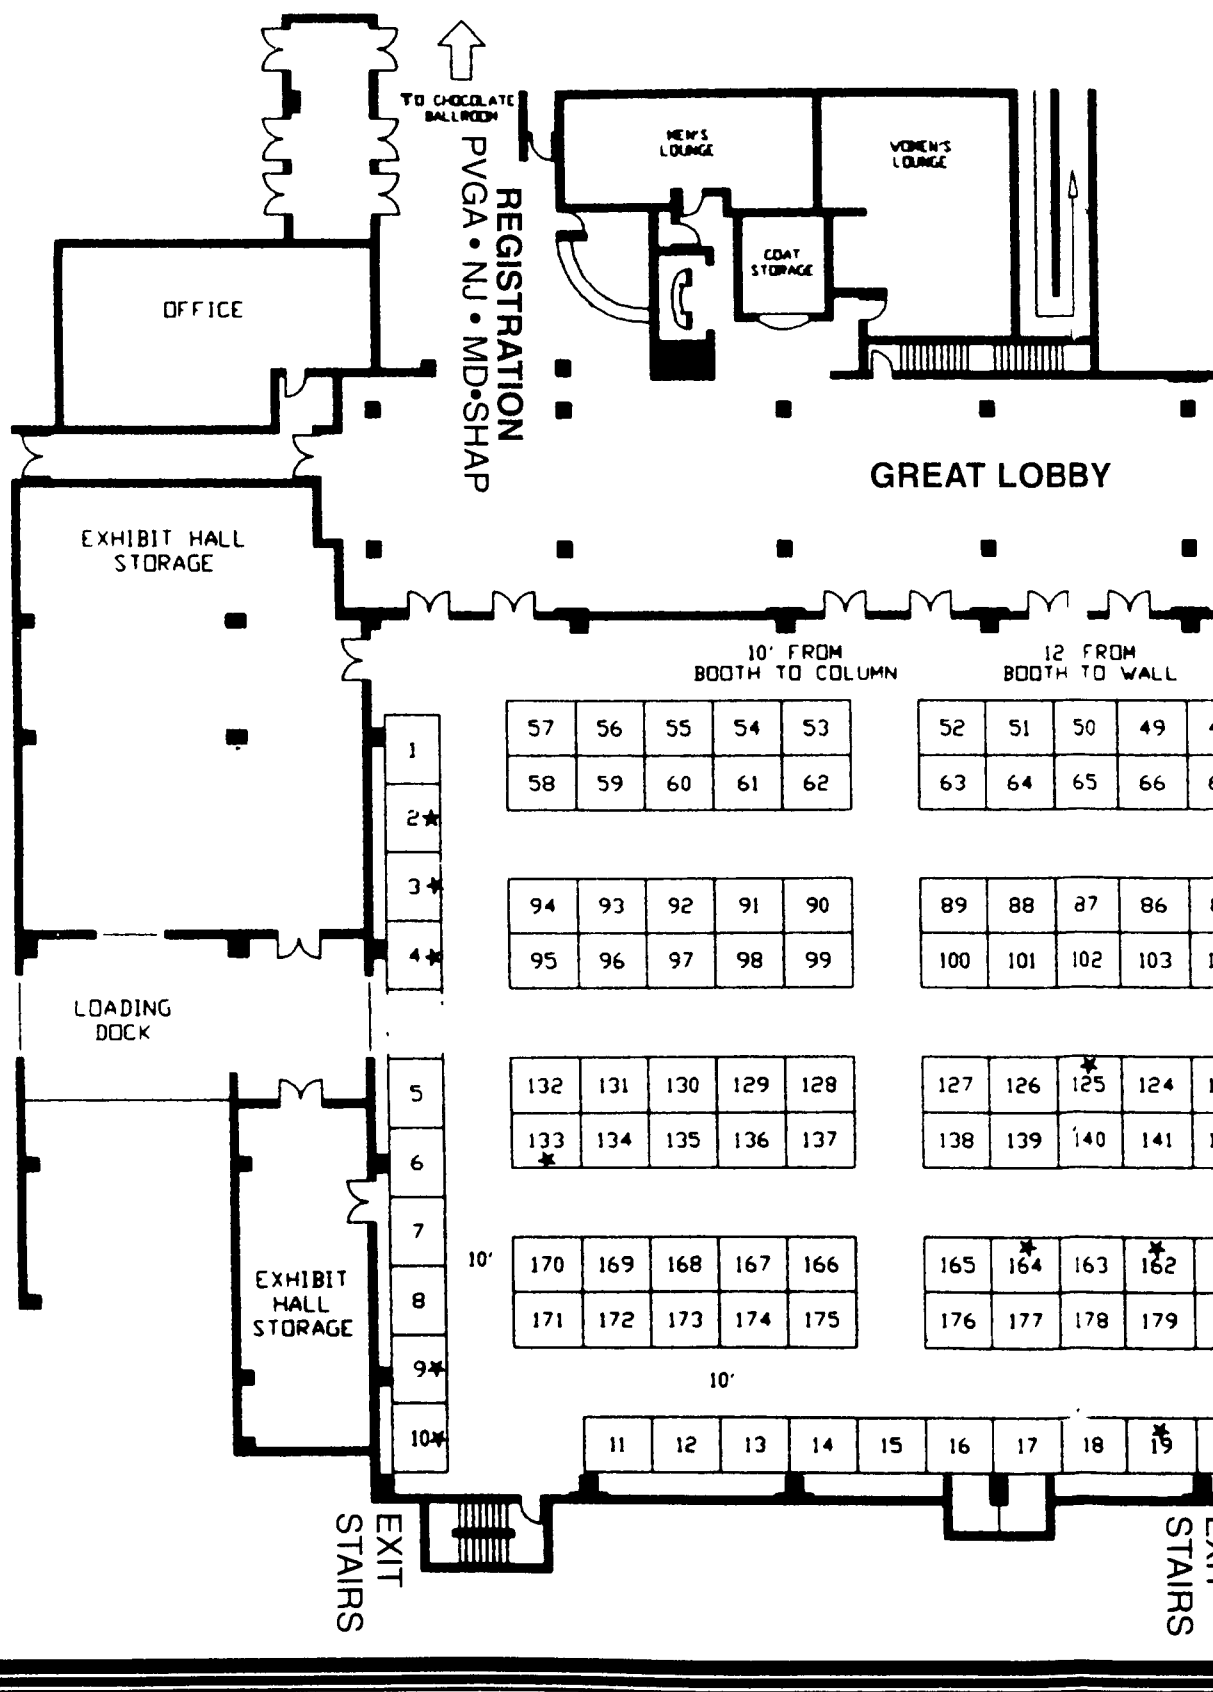 TO CHOCOLATE
BALLROOM
REGISTRATION
PVGA • NJ • MD•SHAP
MEN'S
LOUNGE
WOMEN'S
LOUNGE
COAT
STORAGE
OFFICE
GREAT LOBBY
EXHIBIT HALL
STORAGE
10' FROM
BOOTH TO COLUMN
12 FROM
BOOTH TO WALL
57 56 55 54 53 52 51 50 49
58 59 60 61 62 63 64 65 66
94 93 92 91 90 89 88 87 86
95 96 97 98 99 100 101 102 103
132 131 130 129 128 127 126 125 124
133 134 135 136 137 138 139 140 141
170 169 168 167 166 165 164 163 162
171 172 173 174 175 176 177 178 179
1
2
3
4
5
6
7
8
9
10
LOADING
DOCK
EXHIBIT
HALL
STORAGE
10'
10'
11 12 13 14 15 16 17 18 19
EXIT
STAIRS
STAIRS